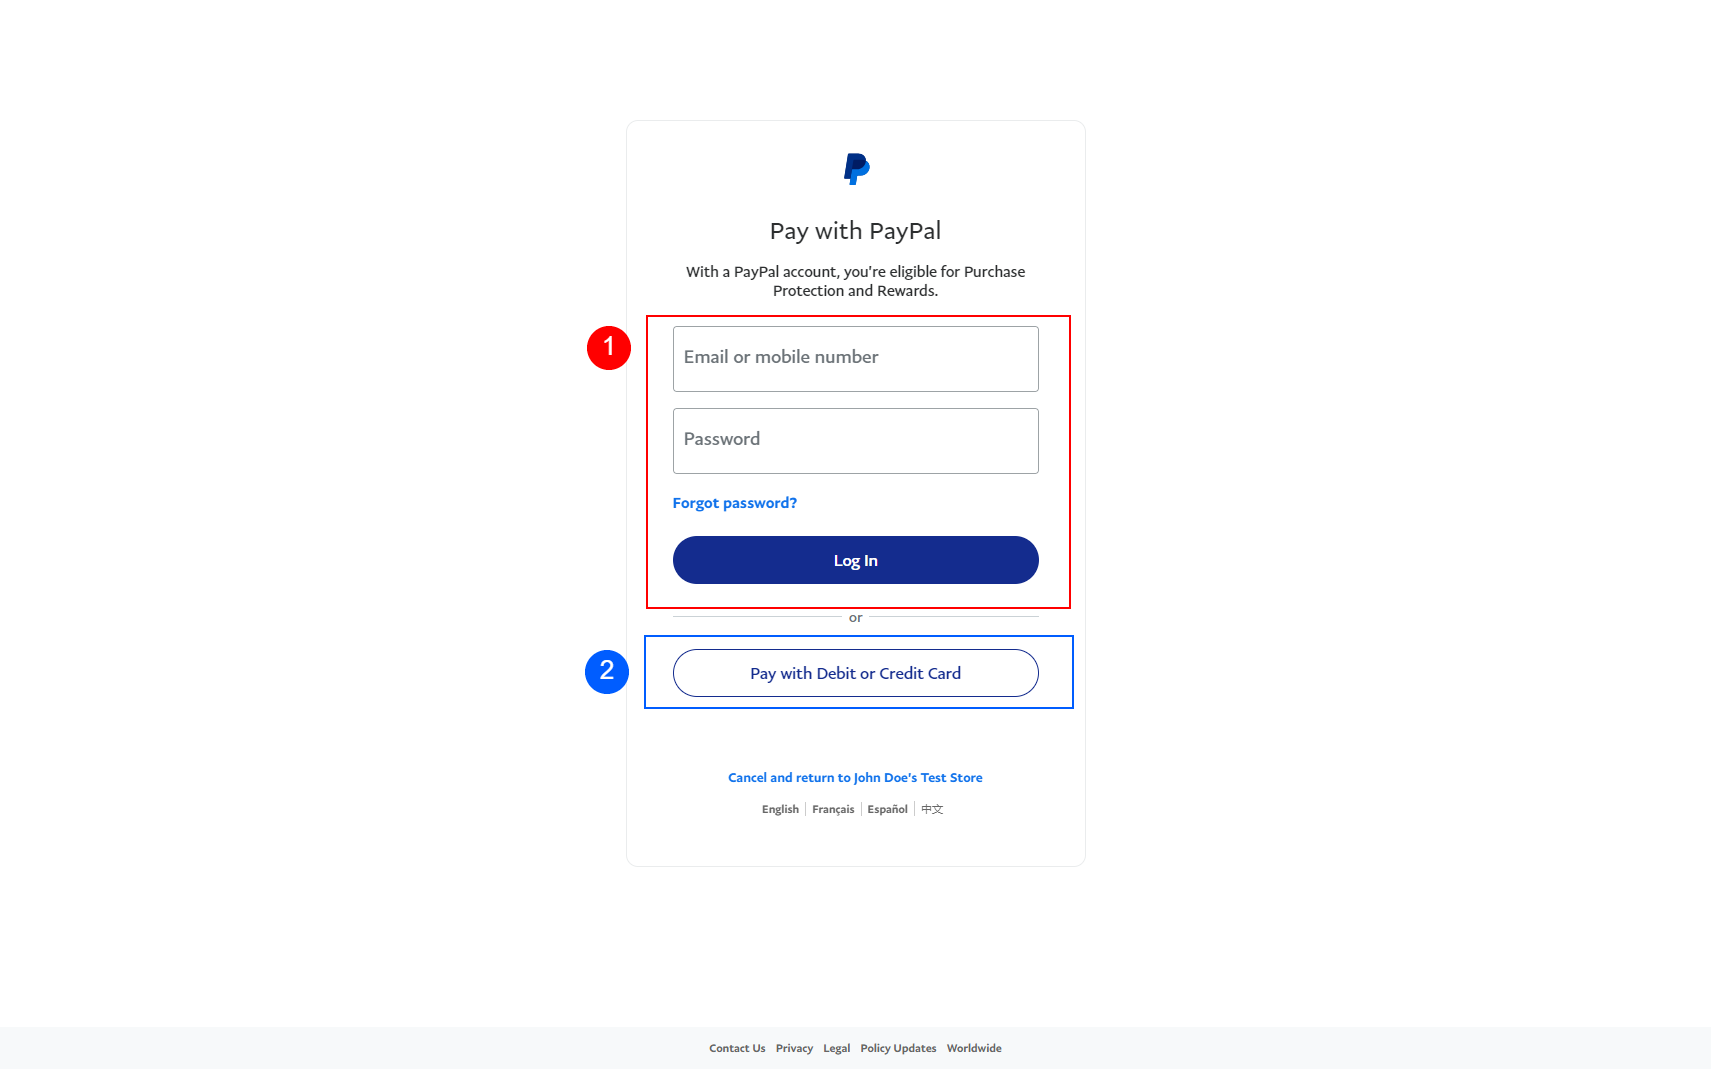 Pay with PayPal
With a PayPal account, you're eligible for Purchase
Protection and Rewards.
1
Email or mobile number
Password
Forgot password?
Log In
or
2
Pay with Debit or Credit Card
Cancel and return to John Doe's Test Store
English Français Español 中文
Contact Us Privacy Legal Policy Updates Worldwide